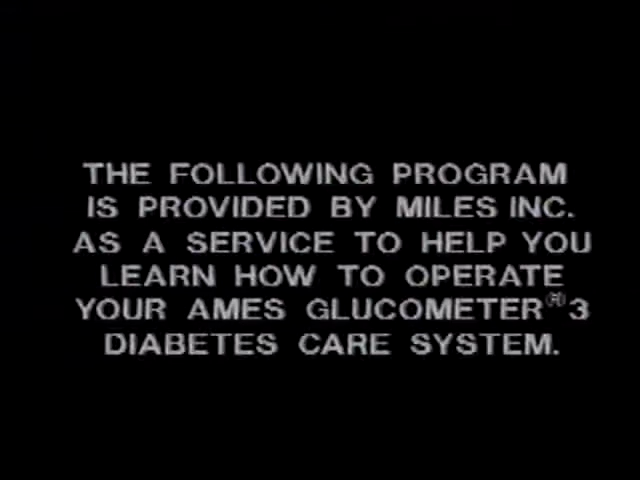 THE FOLLOWING PROGRAM
IS PROVIDED BY MILES INC.
AS A SERVICE TO HELP YOU
LEARN HOW TO OPERATE
YOUR AMES GLUCOMETER®3
DIABETES CARE SYSTEM.